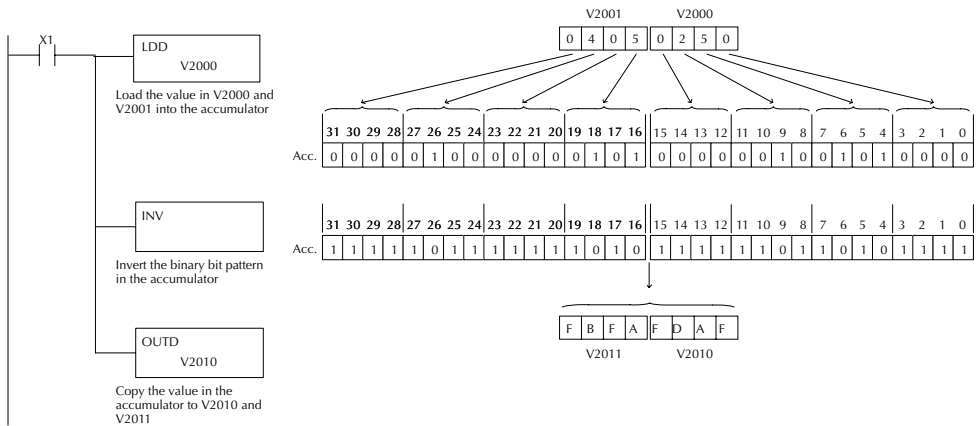 X1
LDD
V2000
Load the value in V2000 and
V2001 into the accumulator
V2001 V2000
0 4 0 5 0 2 5 0
31 30 29 28 27 26 25 24 23 22 21 20 19 18 17 16 15 14 13 12 11 10 9 8 7 6 5 4 3 2 1 0
Acc. 0 0 0 0 0 1 0 0 0 0 0 0 0 1 0 1 0 0 0 0 0 0 1 0 0 1 0 1 0 0 0 0
INV
Invert the binary bit pattern
in the accumulator
31 30 29 28 27 26 25 24 23 22 21 20 19 18 17 16 15 14 13 12 11 10 9 8 7 6 5 4 3 2 1 0
Acc. 1 1 1 1 1 0 1 1 1 1 1 1 1 0 1 0 1 1 1 1 1 1 0 1 1 0 1 0 1 1 1 1
F B F A F D A F
V2011 V2010
OUTD
V2010
Copy the value in the
accumulator to V2010 and
V2011